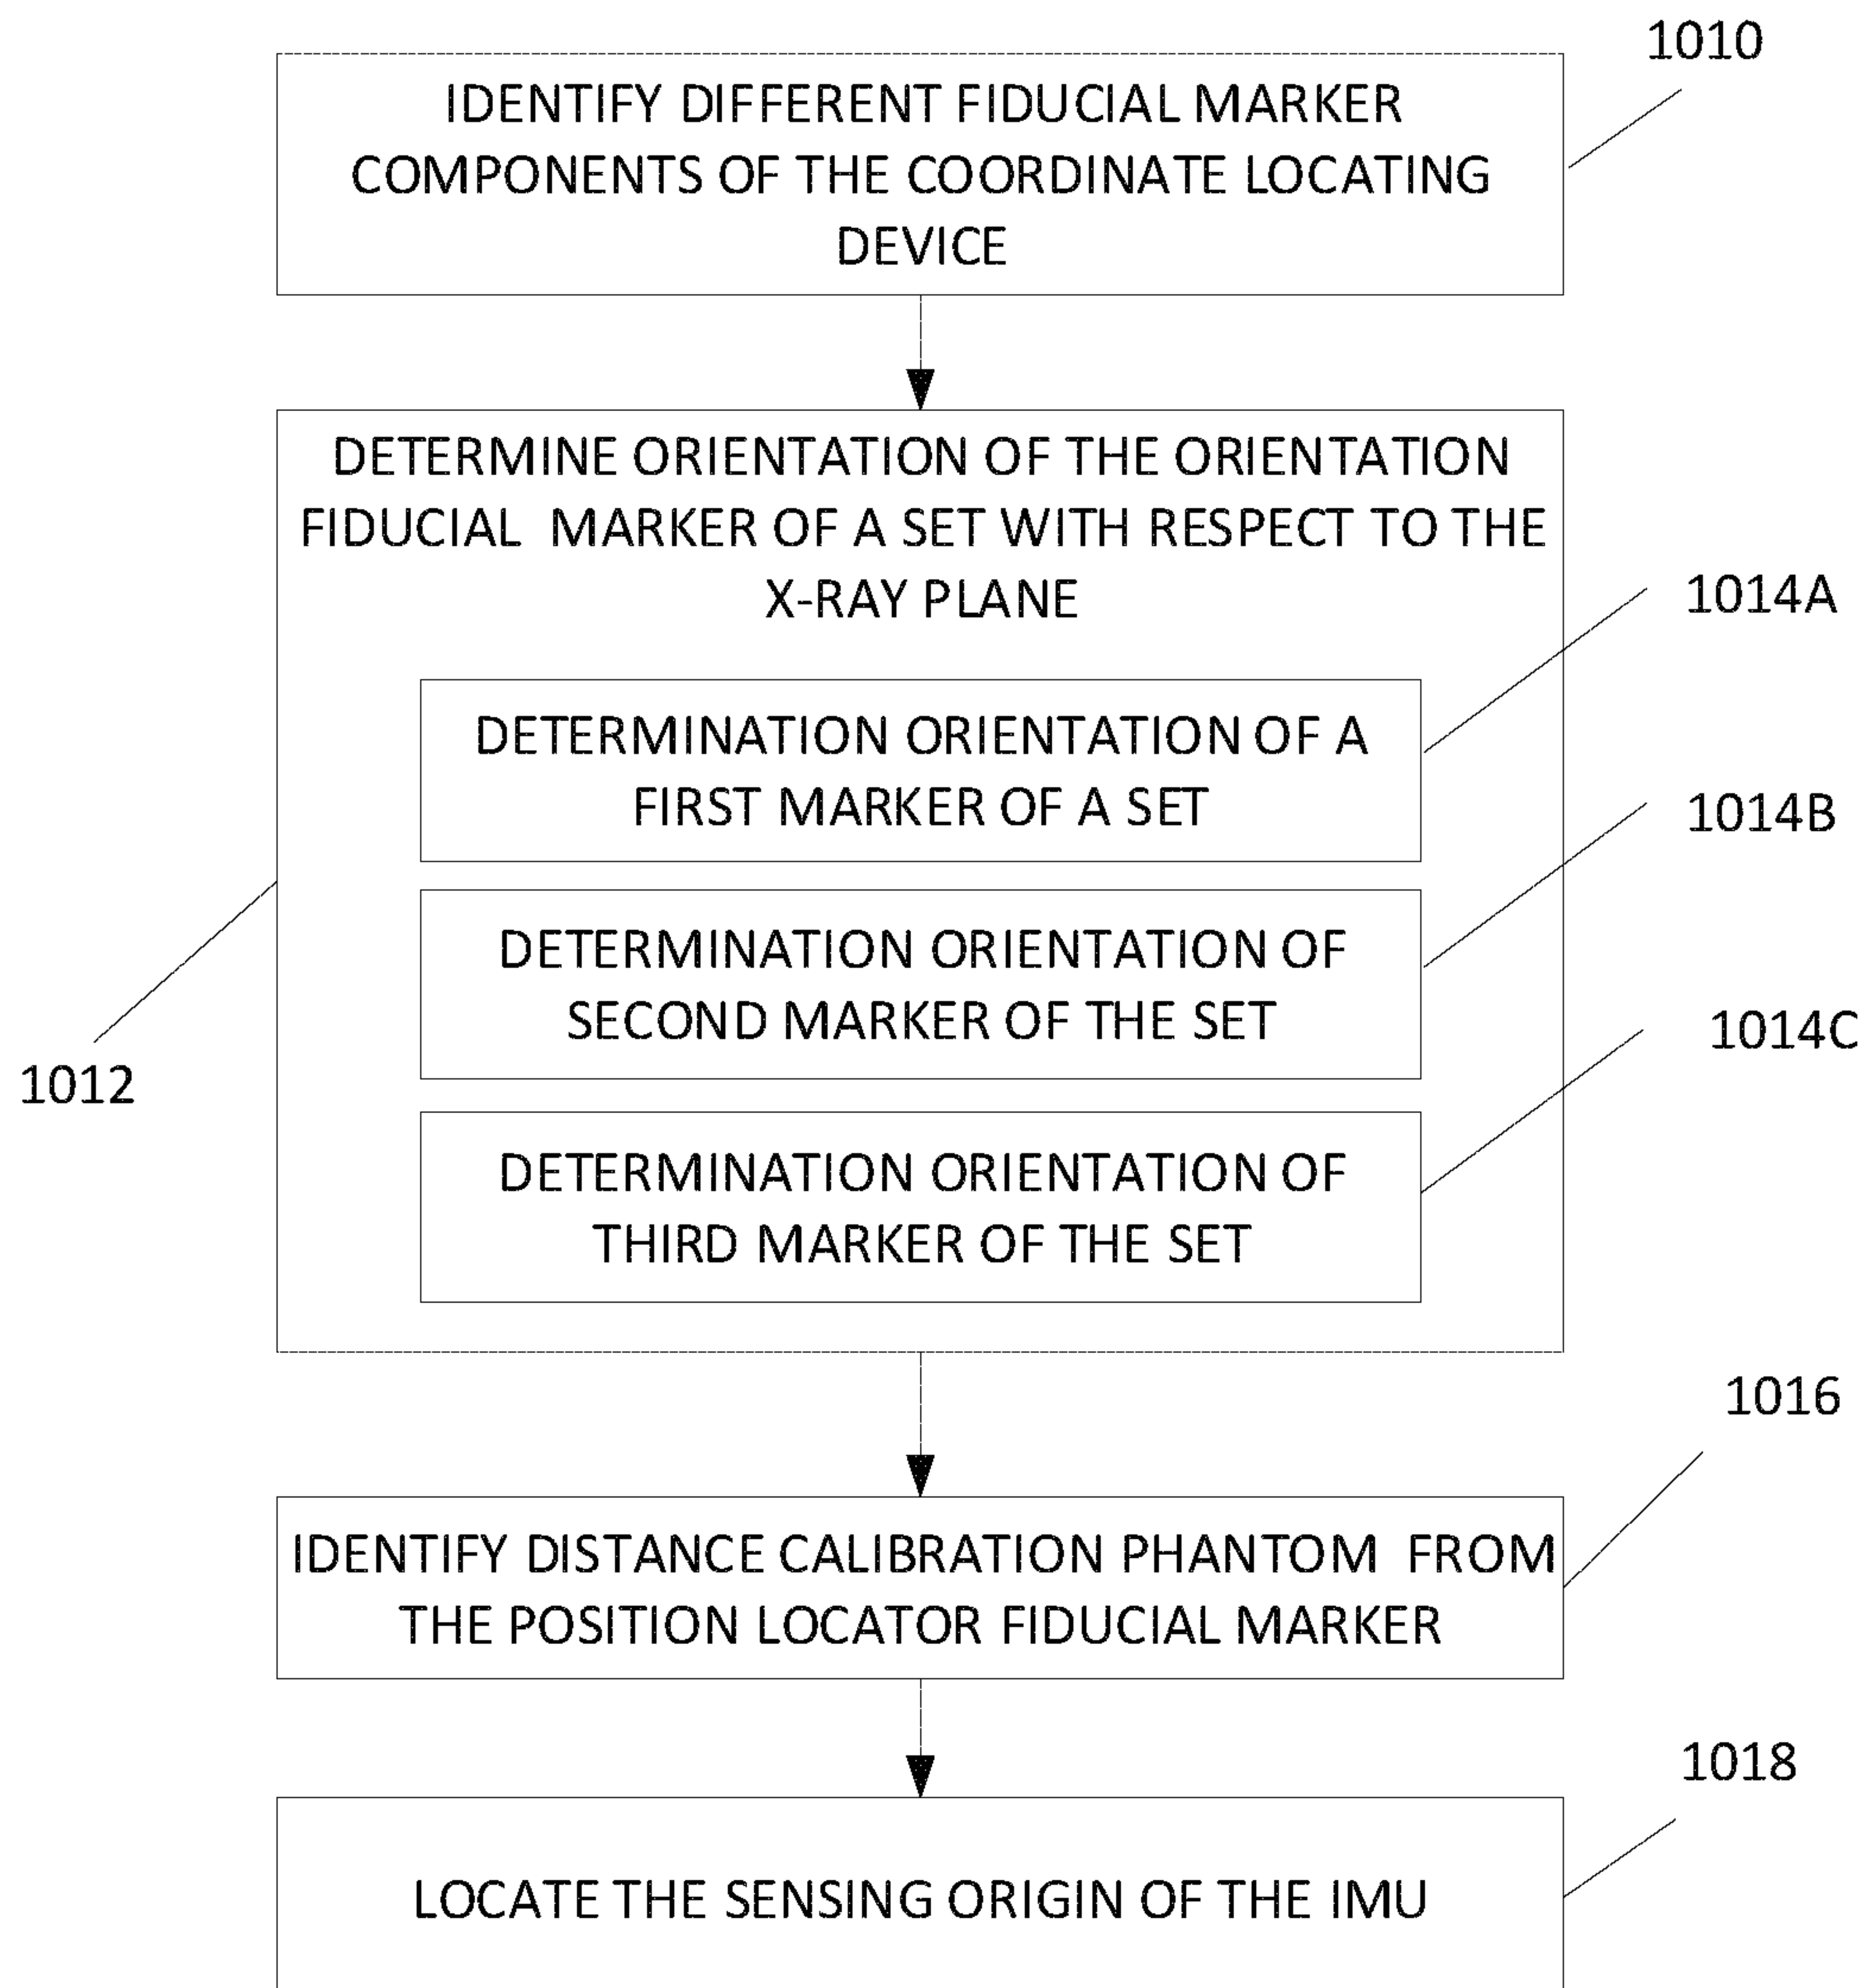 1010
IDENTIFY DIFFERENT FIDUCIAL MARKER
COMPONENTS OF THE COORDINATE LOCATING
DEVICE
DETERMINE ORIENTATION OF THE ORIENTATION
FIDUCIAL MARKER OF A SET WITH RESPECT TO THE
X-RAY PLANE
1014A
DETERMINATION ORIENTATION OF A
FIRST MARKER OF A SET
1014B
DETERMINATION ORIENTATION OF
SECOND MARKER OF THE SET
1014C
1012
DETERMINATION ORIENTATION OF
THIRD MARKER OF THE SET
1016
IDENTIFY DISTANCE CALIBRATION PHANTOM FROM
THE POSITION LOCATOR FIDUCIAL MARKER
1018
LOCATE THE SENSING ORIGIN OF THE IMU